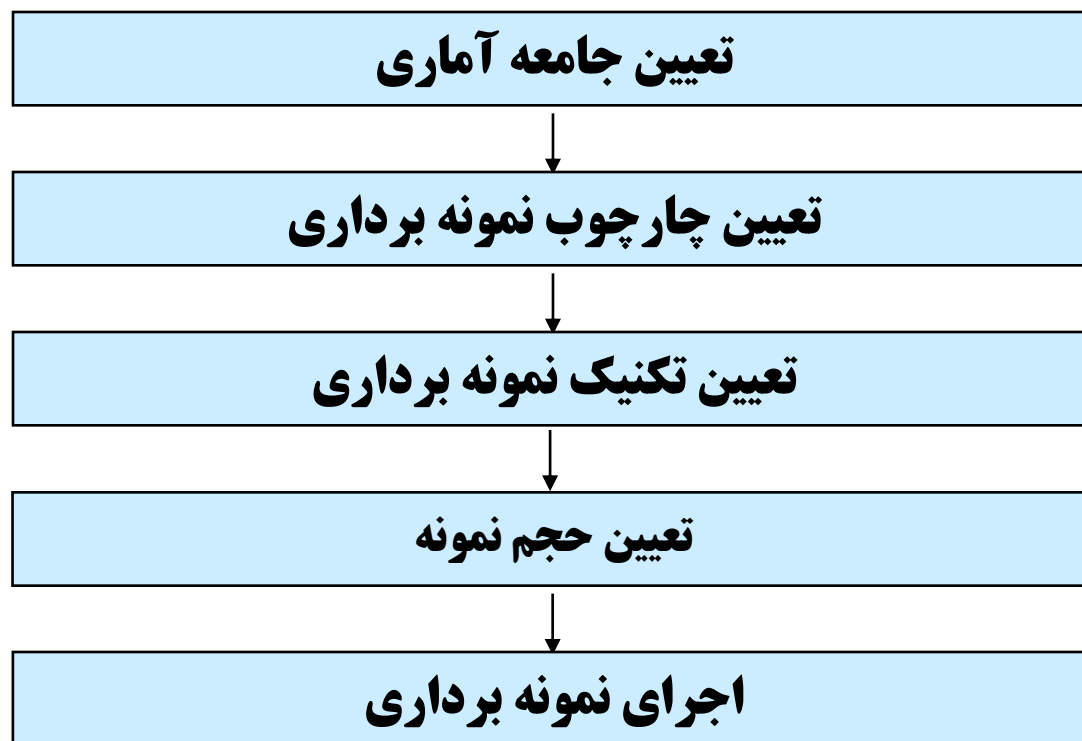 تعیین جامعه آماری
تعیین چارچوب نمونه برداری
تعیین تکنیک نمونه برداری
تعیین حجم نمونه
اجرای نمونه برداری